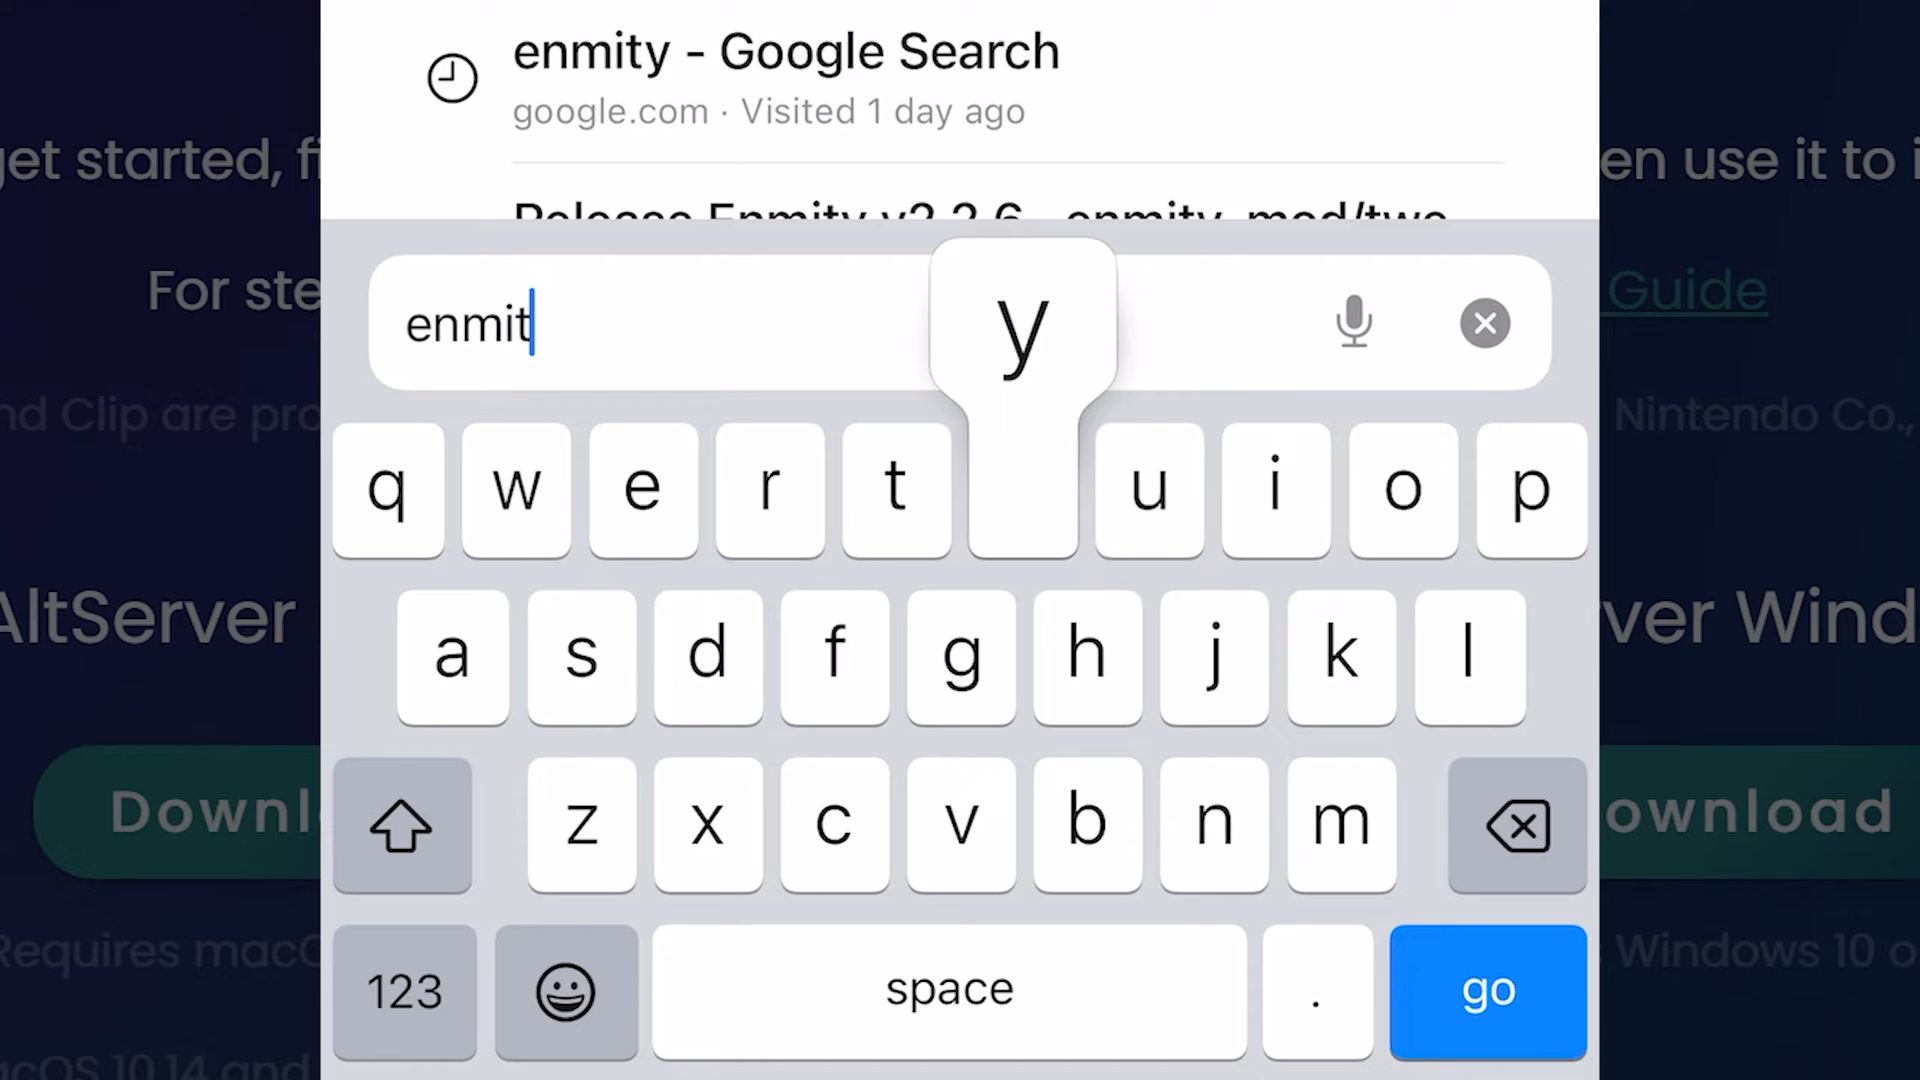 enmity - Google Search
google.com · Visited 1 day ago
get started, fi
en use it to i
Release Enmity v2.2.6 · enmity-mod/twe
For ste
Guide
enmit
y
nd Clip are pro
Nintendo Co.,
q w e r t u i o p
AltServer
ver Wind
a s d f g h j k l
Downl
ownload
z x c v b n m
Requires macO
Windows 10 o
123
space
.
go
acOS 10.14 and